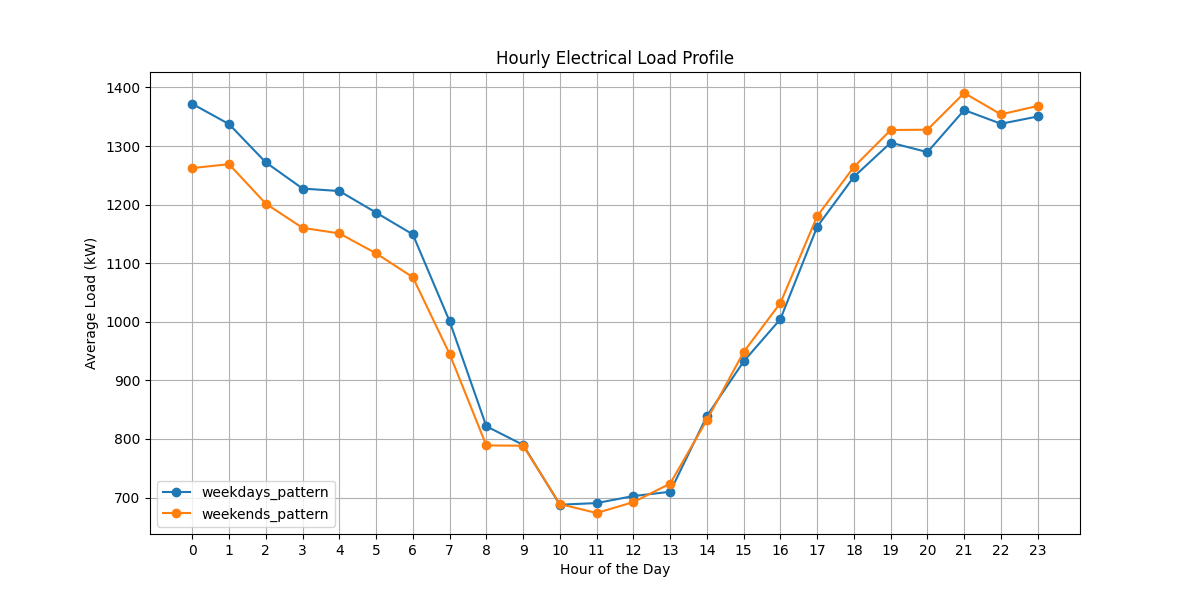 Hourly Electrical Load Profile
1400
1300
1200
1100
1000
900
800
700
Average Load (kW)
weekdays_pattern
weekends_pattern
0 1 2 3 4 5 6 7 8 9 10 11 12 13 14 15 16 17 18 19 20 21 22 23
Hour of the Day